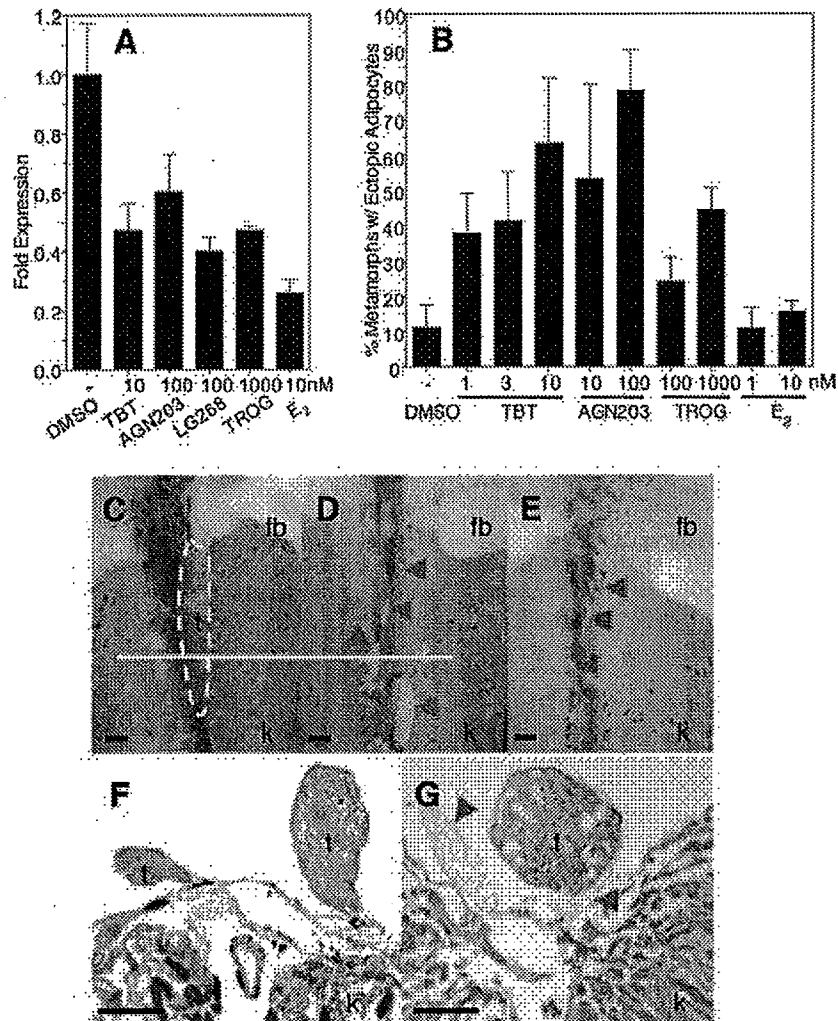 A
1.2
1.0
0.8
0.6
0.4
0.2
0.0
Fold Expression
- 10 100 100 1000 10nM
DMSO TBT AGN203 LG268 TROG E₂
B
100
90
80
70
60
50
40
30
20
10
0
% Metamorphs w/ Ectopic Adipocytes
- 1 3 10 10 100 100 1000 1 10 nM
DMSO TBT AGN203 TROG E₂
C fb D fb E fb
t
k k k
F G
t t t
k k